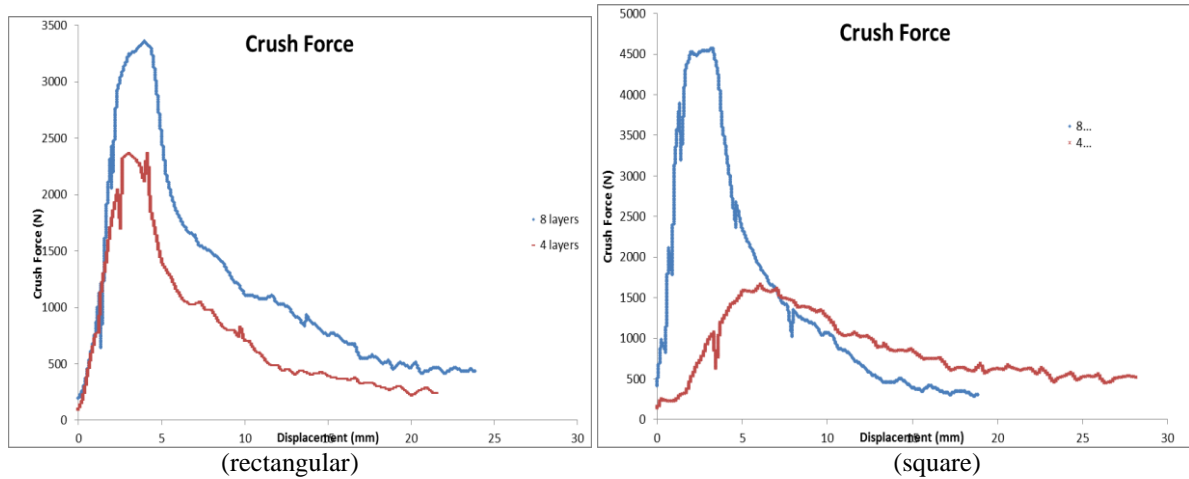 Crush Force
3500
3000
2500
2000
1500
1000
500
0
Crush Force (N)
8 layers
4 layers
0 5 10 15 20 25 30
Displacement (mm)
(rectangular)
Crush Force
5000
4500
4000
3500
3000
2500
2000
1500
1000
500
0
Crush Force (N)
8...
4...
0 5 10 15 20 25 30
Displacement (mm)
(square)